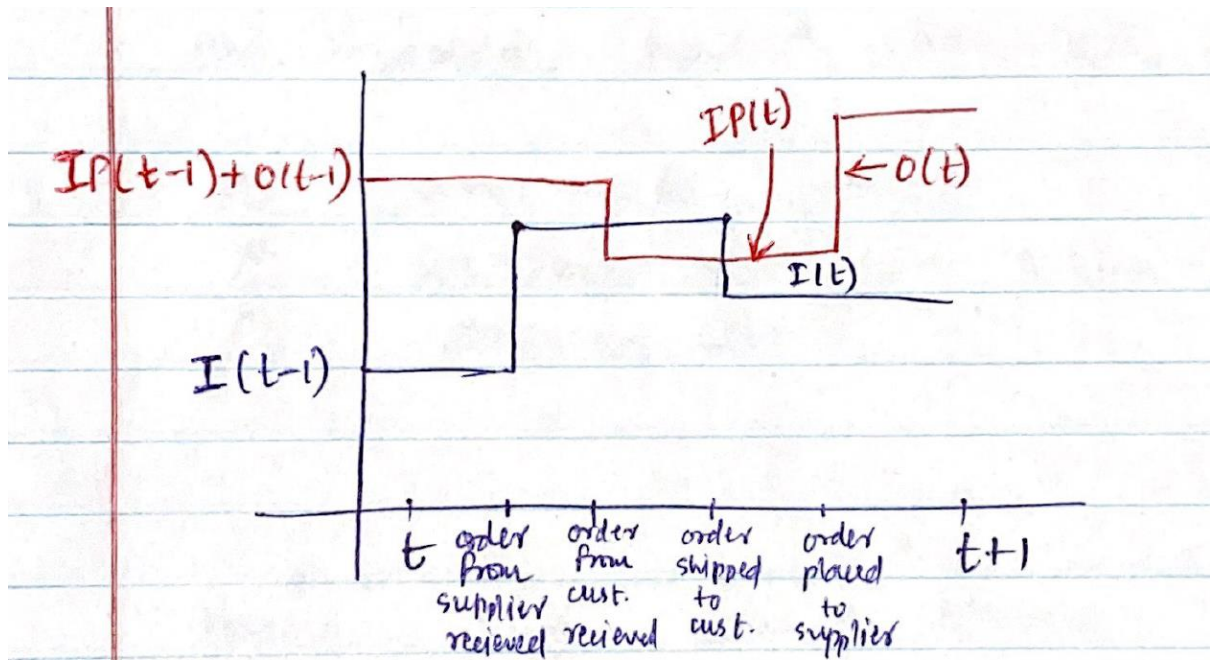 IP(t)
IP(t-1)+O(t-1)
← O(t)
I(t)
I(t-1)
t
order
from
supplier
recieved
order
from
cust.
recieved
order
shipped
to
cust.
order
placed
to
supplier
t+1